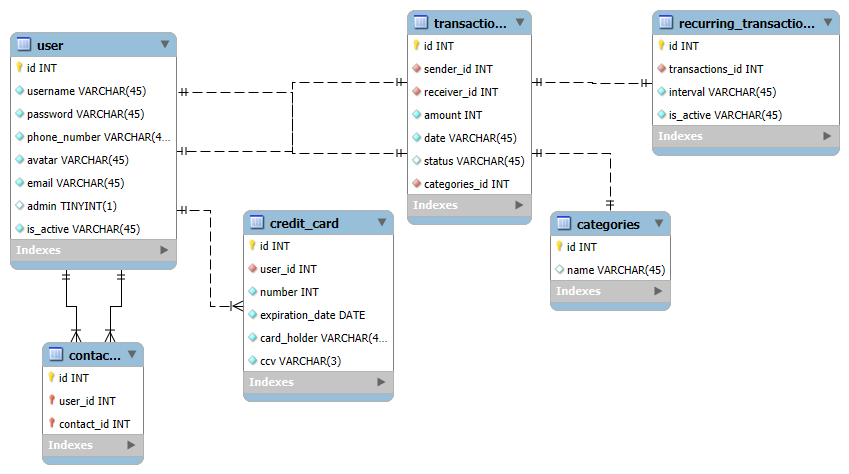 user
id INT
username VARCHAR(45)
password VARCHAR(45)
phone_number VARCHAR(4...
avatar VARCHAR(45)
email VARCHAR(45)
admin TINYINT(1)
is_active VARCHAR(45)
Indexes
transactio...
id INT
sender_id INT
receiver_id INT
amount INT
date VARCHAR(45)
status VARCHAR(45)
categories_id INT
Indexes
recurring_transactio...
id INT
transactions_id INT
interval VARCHAR(45)
is_active VARCHAR(45)
Indexes
credit_card
id INT
user_id INT
number INT
expiration_date DATE
card_holder VARCHAR(4...
ccv VARCHAR(3)
Indexes
categories
id INT
name VARCHAR(45)
Indexes
contac...
id INT
user_id INT
contact_id INT
Indexes